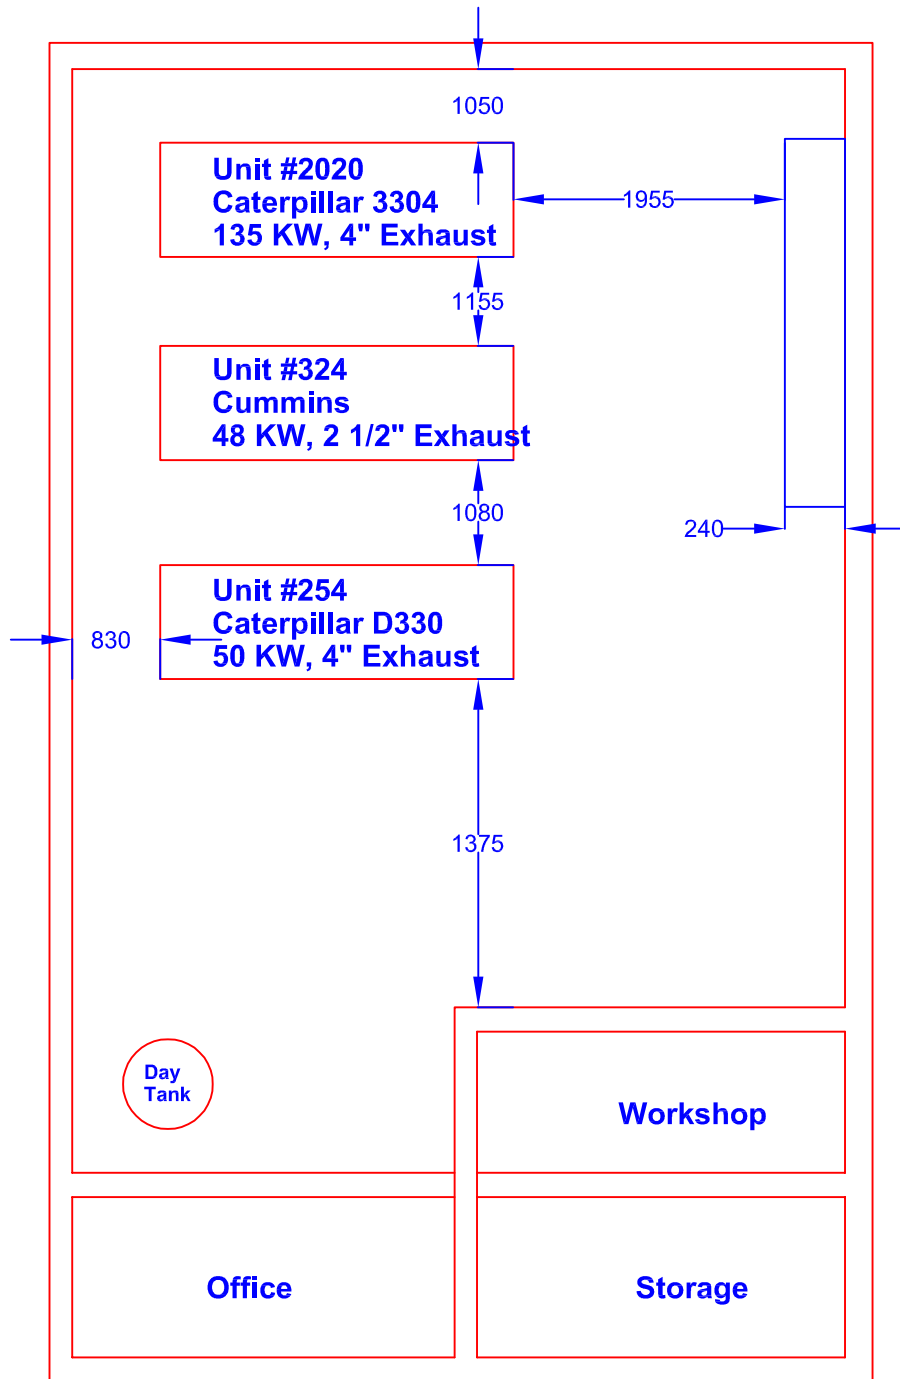 1050
Unit #2020
Caterpillar 3304
135 KW, 4" Exhaust
1955
1155
Unit #324
Cummins
48 KW, 2 1/2" Exhaust
1080
240
Unit #254
Caterpillar D330
50 KW, 4" Exhaust
830
1375
Day
Tank
Workshop
Office
Storage